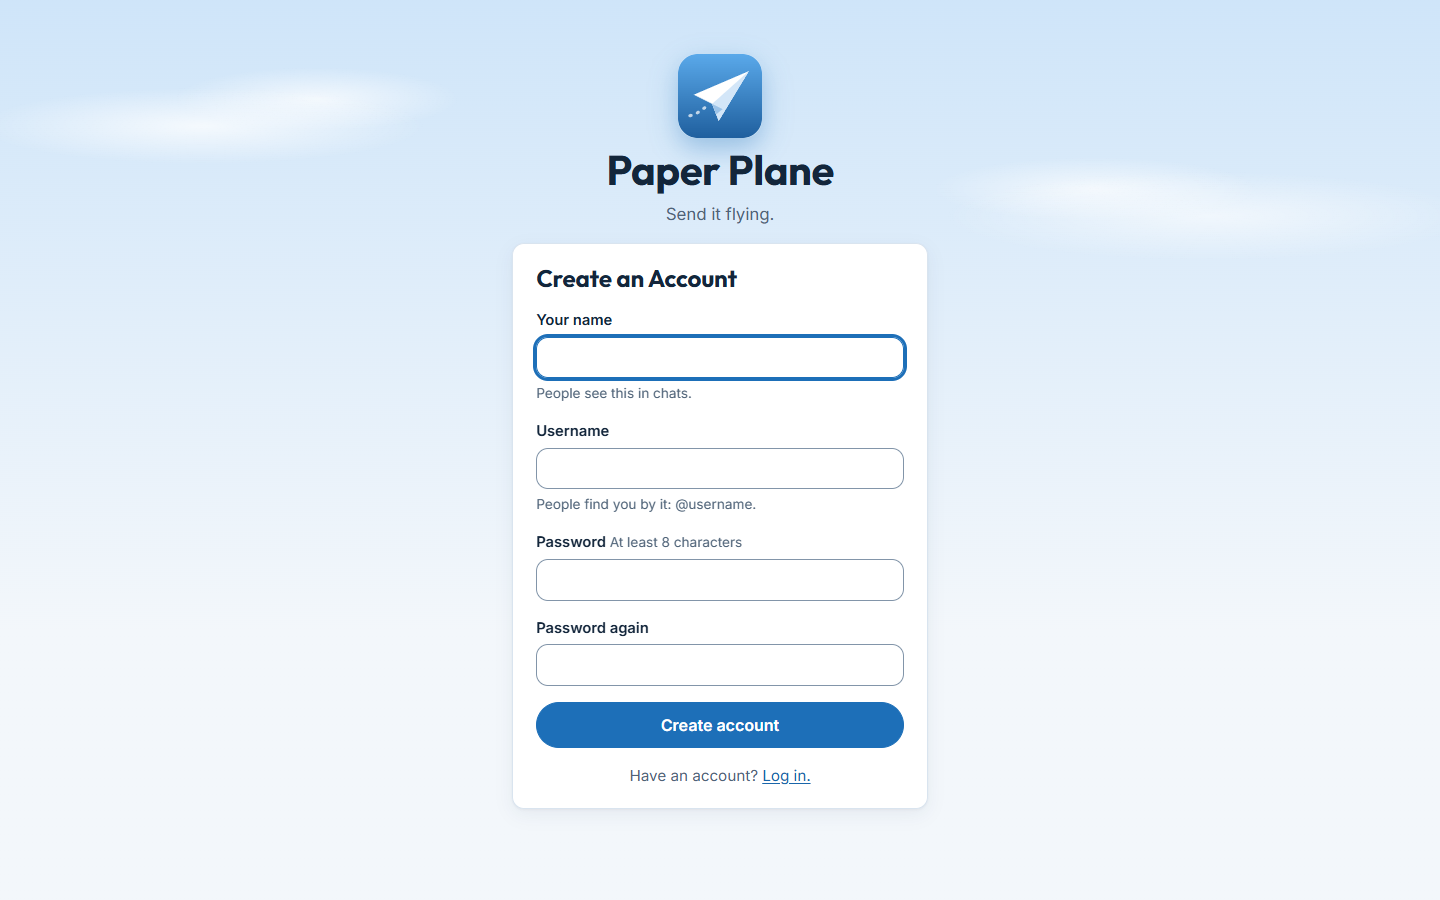 Paper Plane
Send it flying.
Create an Account
Your name
People see this in chats.
Username
People find you by it: @username.
Password At least 8 characters
Password again
Create account
Have an account? Log in.